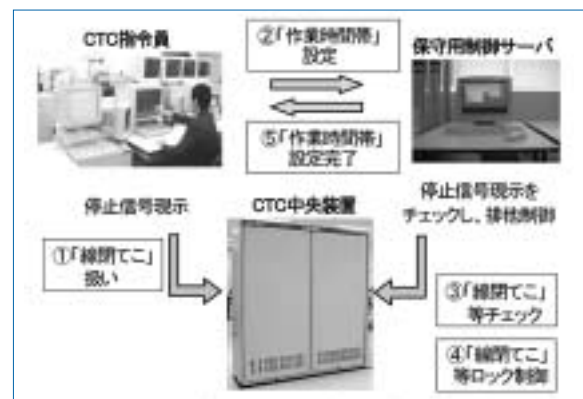 CTC指令員
②「作業時間帯」
設定
保守用制御サーバ
⑤「作業時間帯」
設定完了
停止信号現示
CTC中央装置
停止信号現示を
チェックし、排他制御
①「線閉てこ」
扱い
③「線閉てこ」
等チェック
④「線閉てこ」
等ロック制御